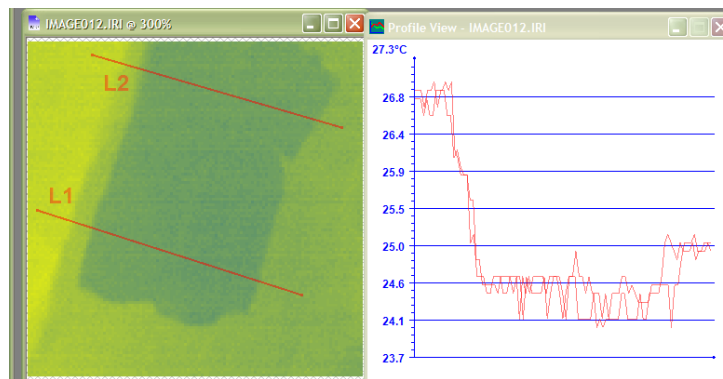 IMAGE012.IRI @ 300%
L2
L1
Profile View - IMAGE012.IRI
27.3°C
26.8
26.4
25.9
25.5
25.0
24.6
24.1
23.7